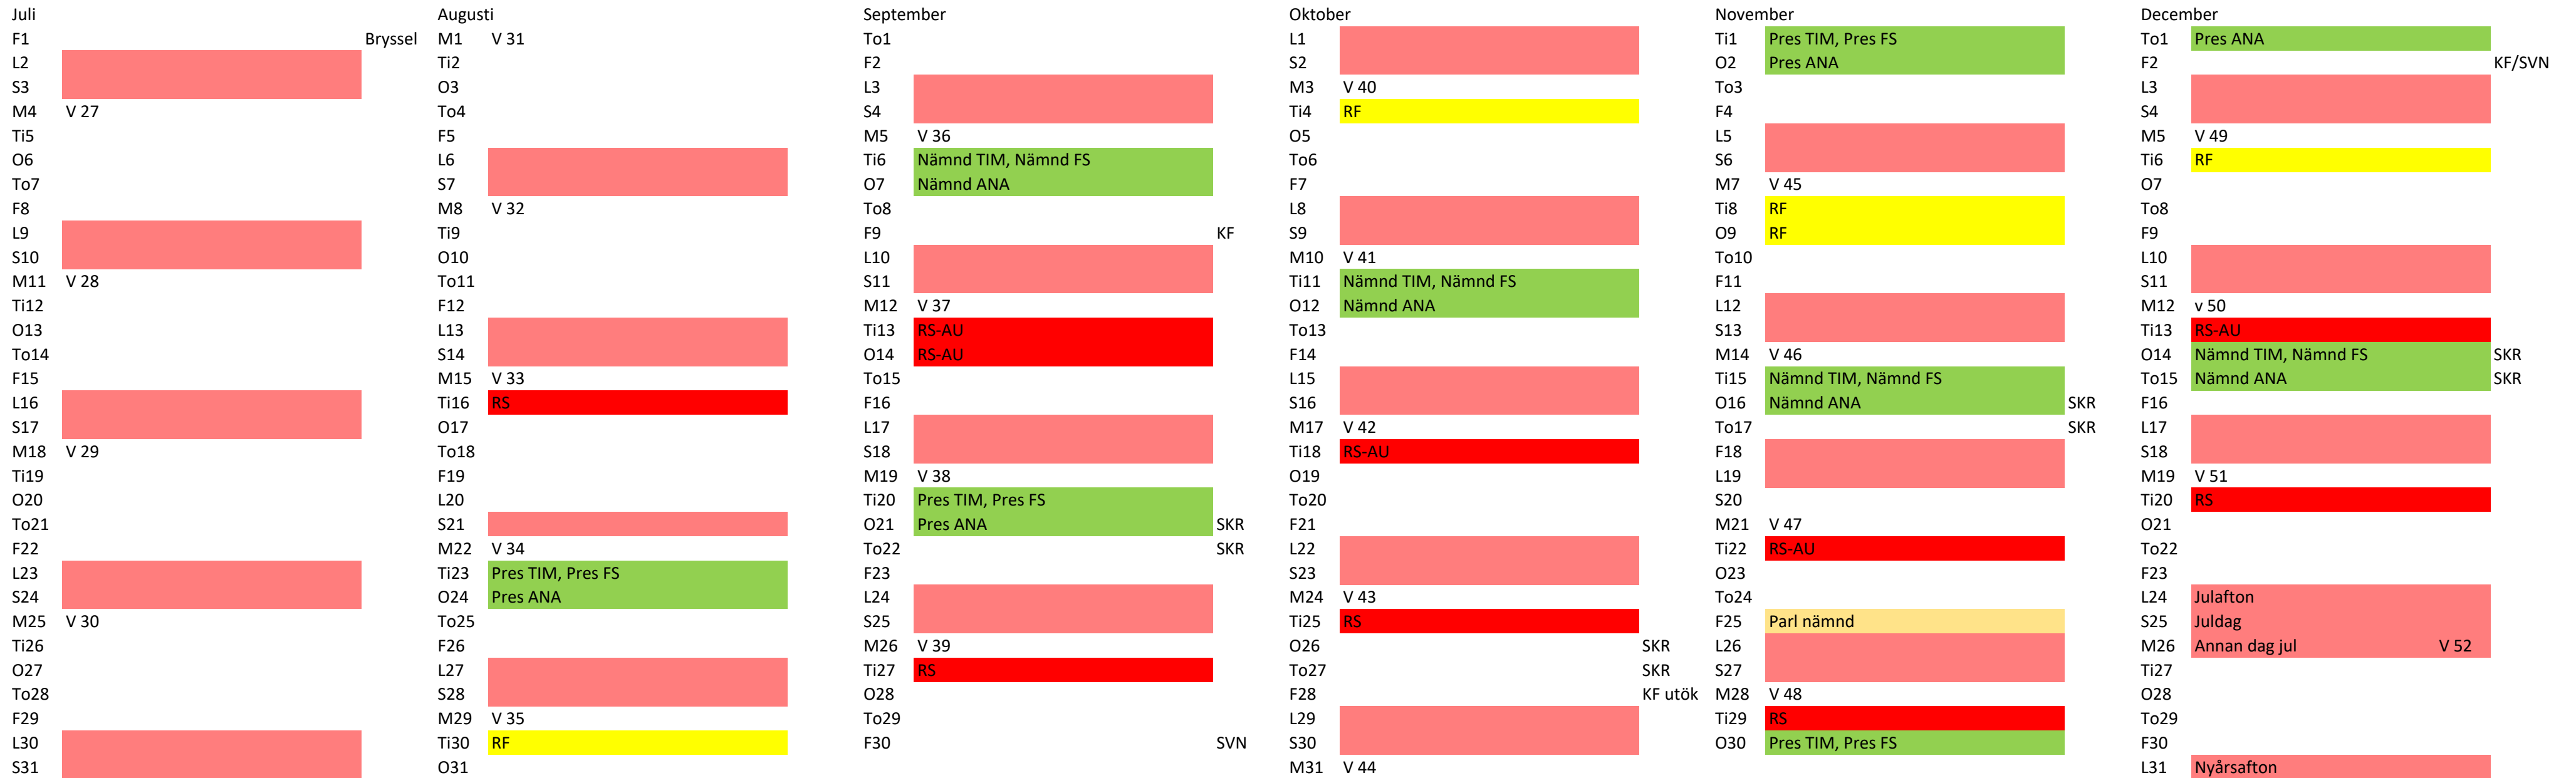 Juli Augusti September Oktober November December
F1 Bryssel M1 V 31 To1 L1 Ti1 Pres TIM, Pres FS To1 Pres ANA
L2 Ti2 F2 S2 O2 Pres ANA F2 KF/SVN
S3 O3 L3 M3 V 40 To3 L3
M4 V 27 To4 S4 Ti4 RF F4 S4
Ti5 F5 M5 V 36 O5 L5 M5 V 49
O6 L6 Ti6 Nämnd TIM, Nämnd FS To6 S6 Ti6 RF
To7 S7 O7 Nämnd ANA F7 M7 V 45 O7
F8 M8 V 32 To8 L8 Ti8 RF To8
L9 Ti9 F9 KF S9 O9 RF F9
S10 O10 L10 M10 V 41 To10 L10
M11 V 28 To11 S11 Ti11 Nämnd TIM, Nämnd FS F11 S11
Ti12 F12 M12 V 37 O12 Nämnd ANA L12 M12 v 50
O13 L13 Ti13 RS-AU To13 S13 Ti13 RS-AU
To14 S14 O14 RS-AU F14 M14 V 46 O14 Nämnd TIM, Nämnd FS SKR
F15 M15 V 33 To15 L15 Ti15 Nämnd TIM, Nämnd FS To15 Nämnd ANA SKR
L16 Ti16 RS F16 S16 O16 Nämnd ANA SKR F16
S17 O17 L17 M17 V 42 To17 SKR L17
M18 V 29 To18 S18 Ti18 RS-AU F18 S18
Ti19 F19 M19 V 38 O19 L19 M19 V 51
O20 L20 Ti20 Pres TIM, Pres FS To20 S20 Ti20 RS
To21 S21 O21 Pres ANA SKR F21 M21 V 47 O21
F22 M22 V 34 To22 SKR L22 Ti22 RS-AU To22
L23 Ti23 Pres TIM, Pres FS F23 S23 O23 F23
S24 O24 Pres ANA L24 M24 V 43 To24 L24 Julafton
M25 V 30 To25 S25 Ti25 RS F25 Parl nämnd S25 Juldag
Ti26 F26 M26 V 39 O26 SKR L26 M26 Annan dag jul V 52
O27 L27 Ti27 RS To27 SKR S27 Ti27
To28 S28 O28 F28 KF utök M28 V 48 O28
F29 M29 V 35 To29 L29 Ti29 RS To29
L30 Ti30 RF F30 SVN S30 O30 Pres TIM, Pres FS F30
S31 O31 M31 V 44 L31 Nyårsafton